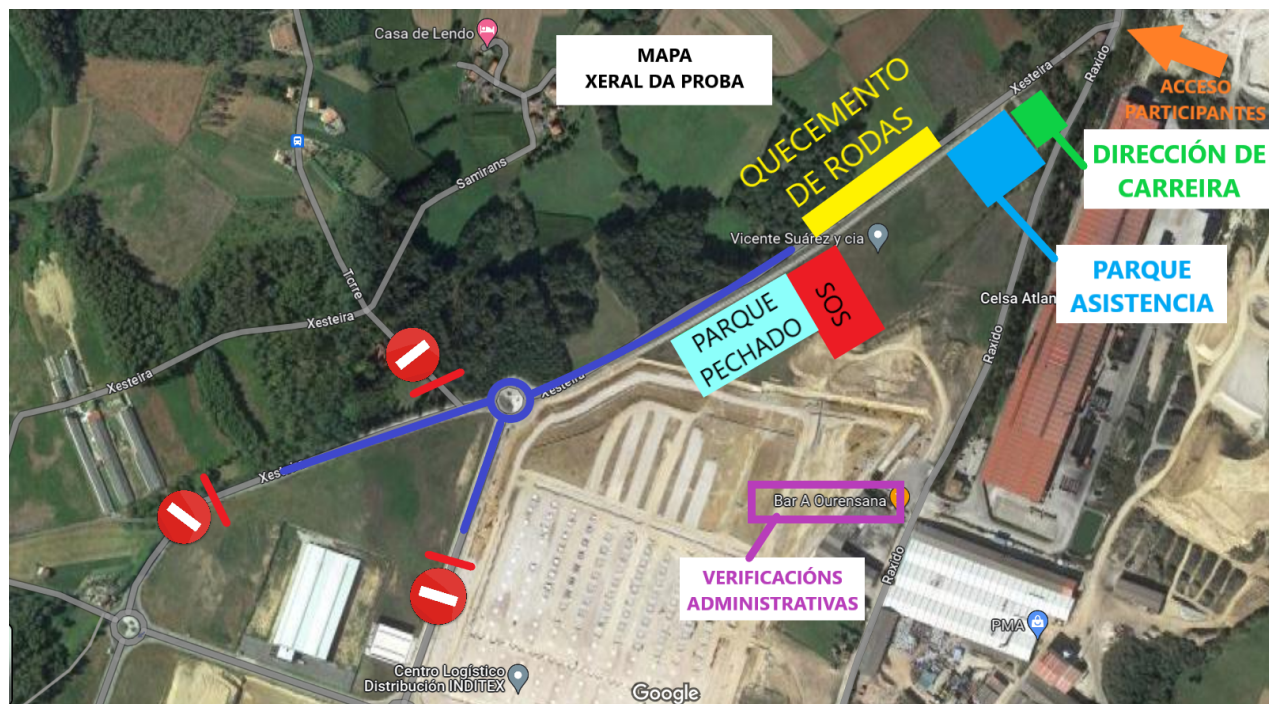 Casa de Lendo
MAPA
XERAL DA PROBA
QUECEMENTO
DE RODAS
Xesteira
Raxido
ACCESO
PARTICIPANTES
DIRECCIÓN DE
CARREIRA
Samirans
Vicente Suárez y cia
PARQUE
ASISTENCIA
Torre
Celsa Atlan
SOS
PARQUE
PECHADO
Xesteira
Raxido
Xesteira
Xesteira
Xesteira
Bar A Ourensana
VERIFICACIÓNS
ADMINISTRATIVAS
Raxido
PMA
Centro Logístico
Distribución INDITEX
Google